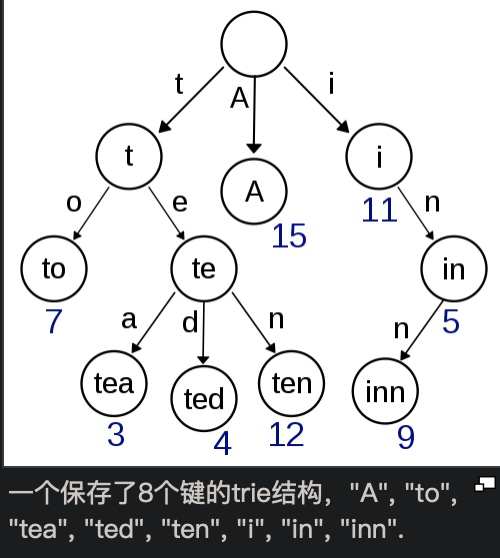 t
A
i
t
A
i
15
11
o
e
n
to
te
in
7
5
a
d
n
n
tea
ted
ten
inn
3
4
12
9
一个保存了8个键的trie结构，"A", "to",
"tea", "ted", "ten", "i", "in", "inn".